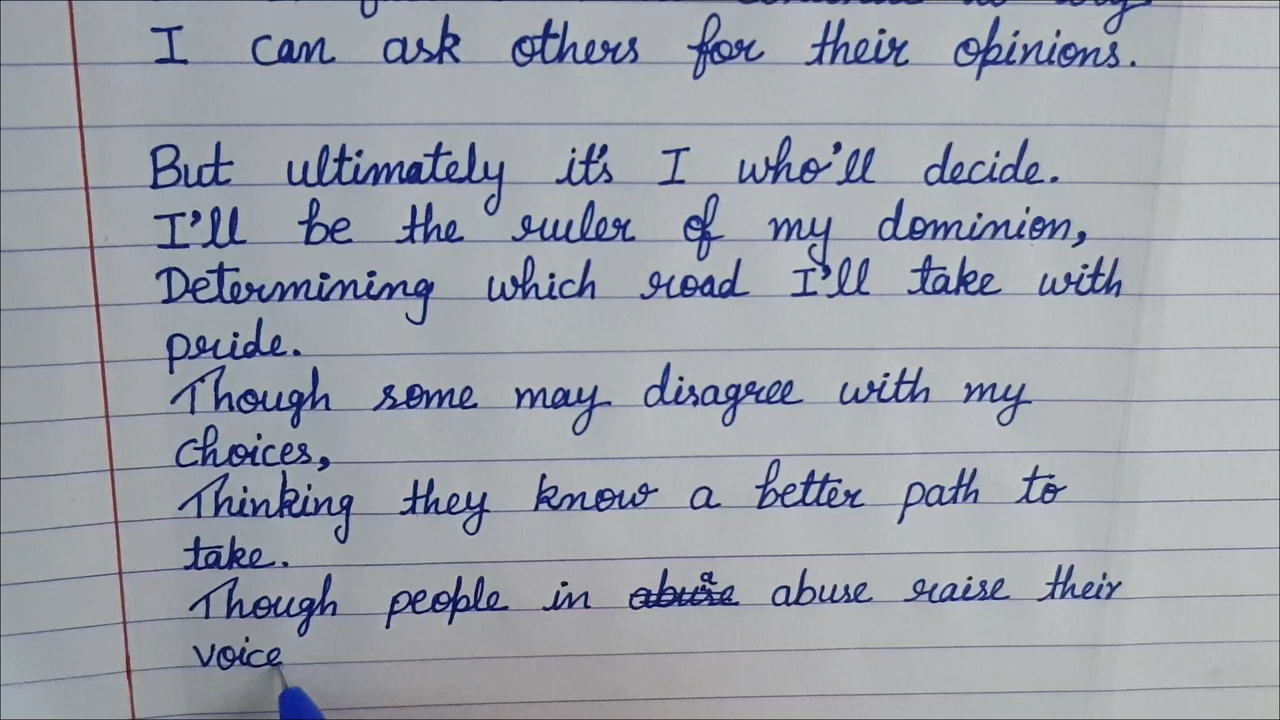 I can ask others for their opinions.
But ultimately it's I who'll decide.
I'll be the ruler of my dominion,
Determining which road I'll take with
pride.
Though some may disagree with my
choices,
Thinking they know a better path to
take.
Though people in abuse raise their
voice